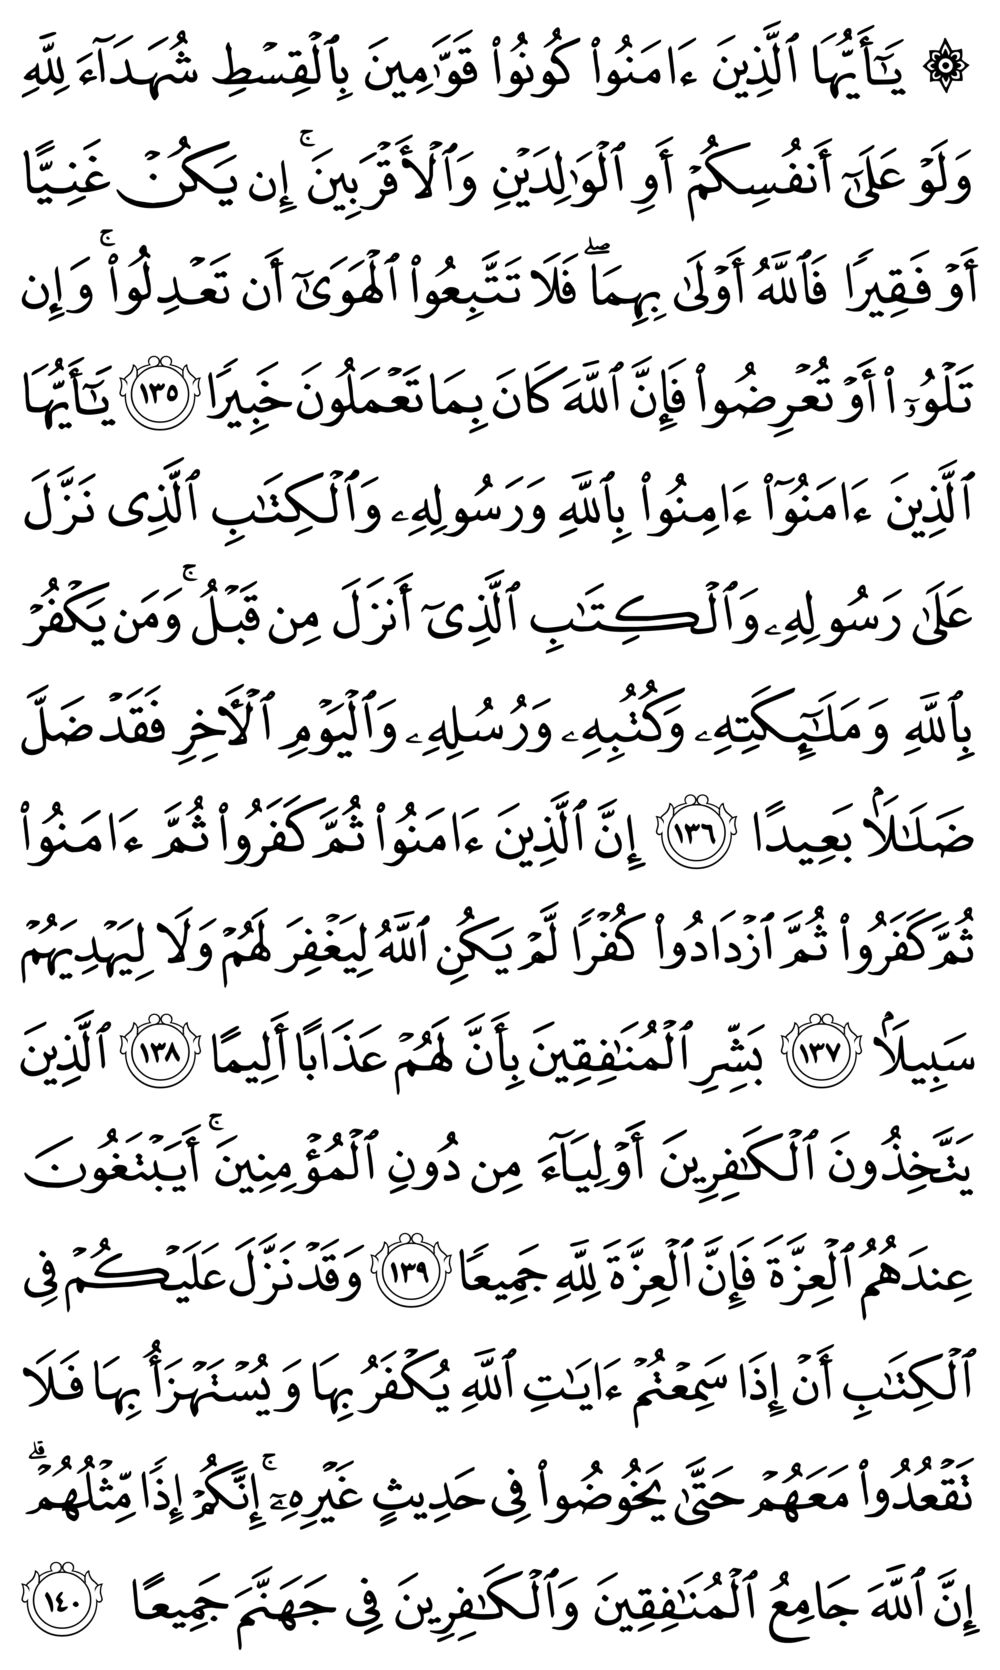 ۞ يَٰٓأَيُّهَا ٱلَّذِينَ ءَامَنُوا۟ كُونُوا۟ قَوَّٰمِينَ بِٱلْقِسْطِ شُهَدَآءَ لِلَّهِ
وَلَوْ عَلَىٰٓ أَنفُسِكُمْ أَوِ ٱلْوَٰلِدَيْنِ وَٱلْأَقْرَبِينَ ۚ إِن يَكُنْ غَنِيًّا
أَوْ فَقِيرًا فَٱللَّهُ أَوْلَىٰ بِهِمَا ۖ فَلَا تَتَّبِعُوا۟ ٱلْهَوَىٰٓ أَن تَعْدِلُوا۟ ۚ وَإِن
تَلْوُۥٓا۟ أَوْ تُعْرِضُوا۟ فَإِنَّ ٱللَّهَ كَانَ بِمَا تَعْمَلُونَ خَبِيرًا ١٣٥ يَٰٓأَيُّهَا
ٱلَّذِينَ ءَامَنُوٓا۟ ءَامِنُوا۟ بِٱللَّهِ وَرَسُولِهِۦ وَٱلْكِتَٰبِ ٱلَّذِى نَزَّلَ
عَلَىٰ رَسُولِهِۦ وَٱلْكِتَٰبِ ٱلَّذِىٓ أَنزَلَ مِن قَبْلُ ۚ وَمَن يَكْفُرْ
بِٱللَّهِ وَمَلَٰٓئِكَتِهِۦ وَكُتُبِهِۦ وَرُسُلِهِۦ وَٱلْيَوْمِ ٱلْـَٔاخِرِ فَقَدْ ضَلَّ
ضَلَٰلًۢا بَعِيدًا ١٣٦ إِنَّ ٱلَّذِينَ ءَامَنُوا۟ ثُمَّ كَفَرُوا۟ ثُمَّ ءَامَنُوا۟
ثُمَّ كَفَرُوا۟ ثُمَّ ٱزْدَادُوا۟ كُفْرًا لَّمْ يَكُنِ ٱللَّهُ لِيَغْفِرَ لَهُمْ وَلَا لِيَهْدِيَهُمْ
سَبِيلًۢا ١٣٧ بَشِّرِ ٱلْمُنَٰفِقِينَ بِأَنَّ لَهُمْ عَذَابًا أَلِيمًا ١٣٨ ٱلَّذِينَ
يَتَّخِذُونَ ٱلْكَٰفِرِينَ أَوْلِيَآءَ مِن دُونِ ٱلْمُؤْمِنِينَ ۚ أَيَبْتَغُونَ
عِندَهُمُ ٱلْعِزَّةَ فَإِنَّ ٱلْعِزَّةَ لِلَّهِ جَمِيعًا ١٣٩ وَقَدْ نَزَّلَ عَلَيْكُمْ فِى
ٱلْكِتَٰبِ أَنْ إِذَا سَمِعْتُمْ ءَايَٰتِ ٱللَّهِ يُكْفَرُ بِهَا وَيُسْتَهْزَأُ بِهَا فَلَا
تَقْعُدُوا۟ مَعَهُمْ حَتَّىٰ يَخُوضُوا۟ فِى حَدِيثٍ غَيْرِهِۦٓ ۚ إِنَّكُمْ إِذًا مِّثْلُهُمْ ۗ
إِنَّ ٱللَّهَ جَامِعُ ٱلْمُنَٰفِقِينَ وَٱلْكَٰفِرِينَ فِى جَهَنَّمَ جَمِيعًا ١٤٠